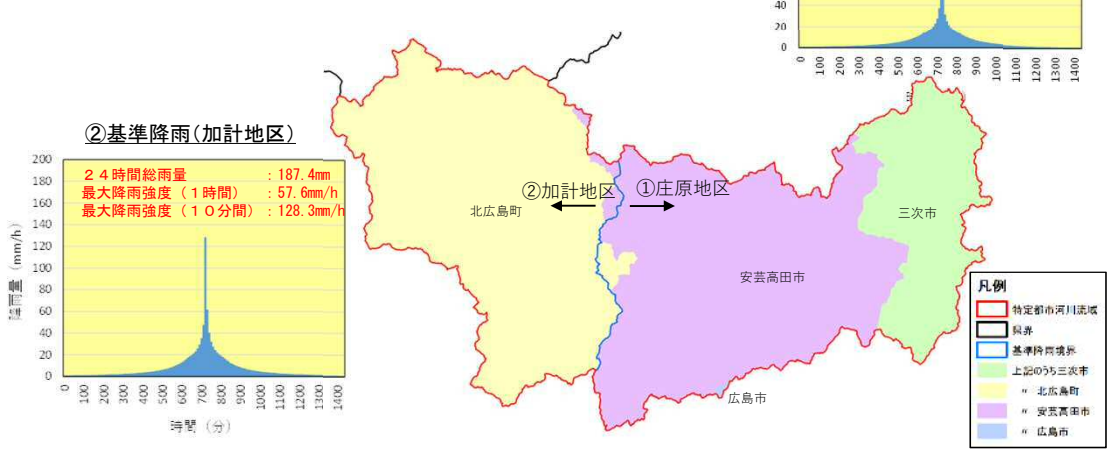 40
20
0
0 100 200 300 400 500 600 700 800 900 1000 1100 1200 1300 1400
②基準降雨(加計地区)
200
180
160
140
120
100
80
60
40
20
0
降雨量 (mm/h)
24時間総雨量 : 187.4mm
最大降雨強度(1時間) : 57.6mm/h
最大降雨強度(10分間) : 128.3mm/h
0 100 200 300 400 500 600 700 800 900 1000 1100 1200 1300 1400
時間 (分)
②加計地区 ①庄原地区
北広島町
三次市
安芸高田市
広島市
凡例
特定都市河川流域
県界
基準降雨境界
上記のうち三次市
〃 北広島町
〃 安芸高田市
〃 広島市